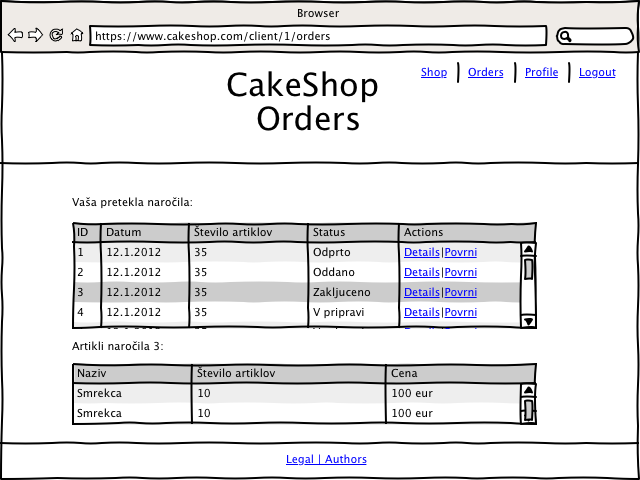 Browser
https://www.cakeshop.com/client/1/orders
CakeShop
Orders
Shop Orders Profile Logout
Vaša pretekla naročila:
ID Datum Število artiklov Status Actions
1 12.1.2012 35 Odprto Details|Povrni
2 12.1.2012 35 Oddano Details|Povrni
3 12.1.2012 35 Zakljuceno Details|Povrni
4 12.1.2012 35 V pripravi Details|Povrni
Artikli naročila 3:
Naziv Število artiklov Cena
Smrekca 10 100 eur
Smrekca 10 100 eur
Legal | Authors